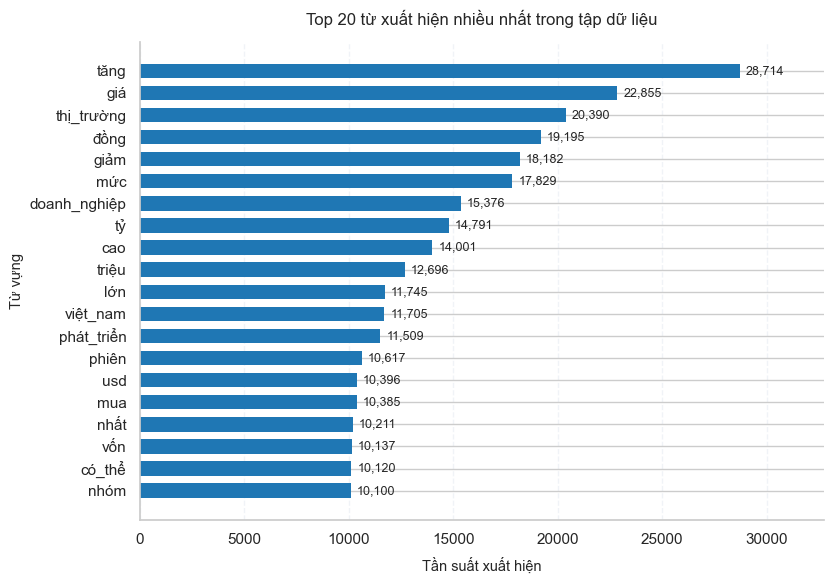 Top 20 từ xuất hiện nhiều nhất trong tập dữ liệu
Từ vựng
tăng 28,714
giá 22,855
thị_trường 20,390
đồng 19,195
giảm 18,182
mức 17,829
doanh_nghiệp 15,376
tỷ 14,791
cao 14,001
triệu 12,696
lớn 11,745
việt_nam 11,705
phát_triển 11,509
phiên 10,617
usd 10,396
mua 10,385
nhất 10,211
vốn 10,137
có_thể 10,120
nhóm 10,100
0 5000 10000 15000 20000 25000 30000
Tần suất xuất hiện